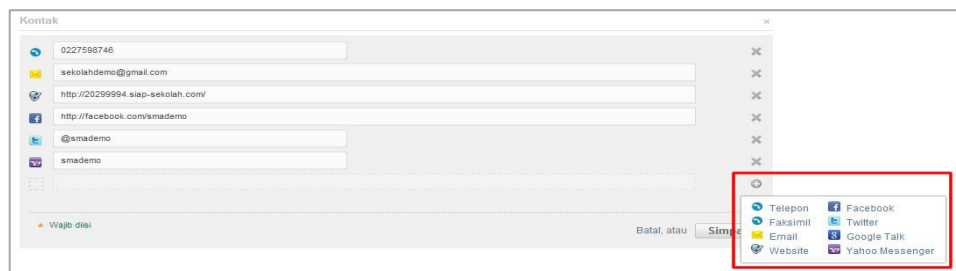 Kontak
0227598746
sekolahdemo@gmail.com
http://20299994.siap-sekolah.com/
http://facebook.com/smademo
@smademo
smademo
Wajib diisi
Batal, atau Simpa
Telepon Facebook
Faksimil Twitter
Email Google Talk
Website Yahoo Messenger